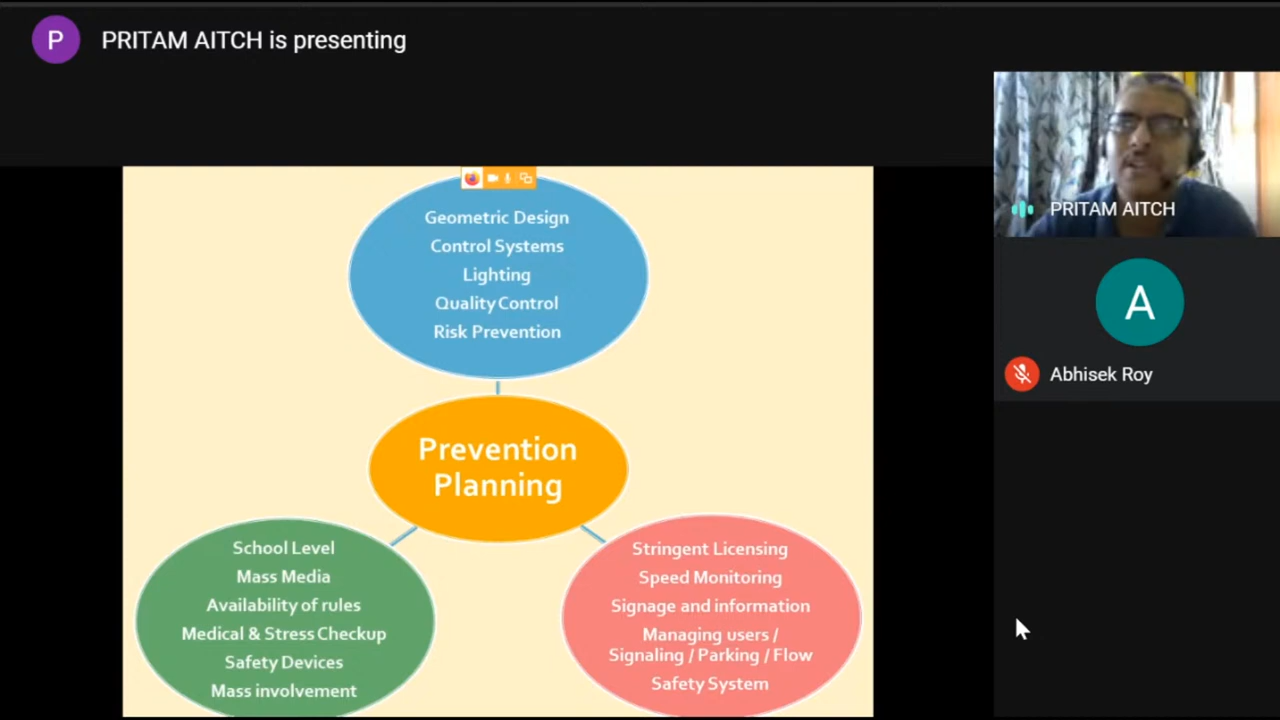 P
PRITAM AITCH is presenting
Geometric Design
Control Systems
Lighting
Quality Control
Risk Prevention
Prevention
Planning
School Level
Mass Media
Availability of rules
Medical & Stress Checkup
Safety Devices
Mass involvement
Stringent Licensing
Speed Monitoring
Signage and information
Managing users /
Signaling / Parking / Flow
Safety System
PRITAM AITCH
A
Abhisek Roy